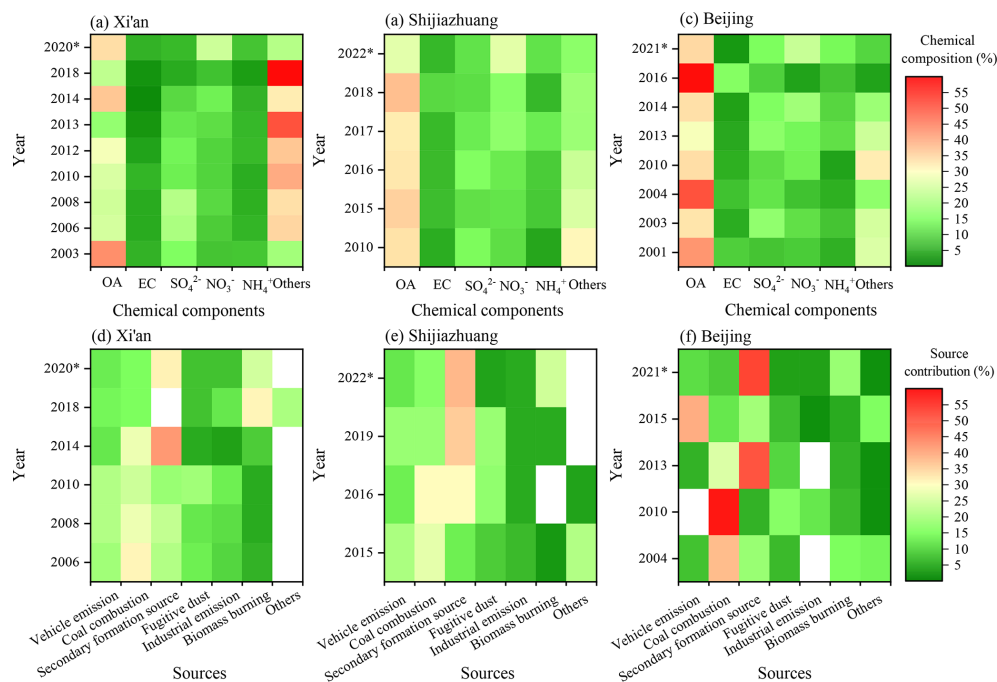 (a) Xi'an
(a) Shijiazhuang
(c) Beijing
Year
2020*
2018
2014
2013
2012
2010
2008
2006
2003
OA EC SO₄²⁻ NO₃⁻ NH₄⁺ Others
Chemical components
Year
2022*
2018
2017
2016
2015
2010
OA EC SO₄²⁻ NO₃⁻ NH₄⁺ Others
Chemical components
Year
2021*
2016
2014
2013
2010
2004
2003
2001
OA EC SO₄²⁻ NO₃⁻ NH₄⁺ Others
Chemical components
Chemical
composition (%)
55
50
45
40
35
30
25
20
15
10
5
(d) Xi'an
(e) Shijiazhuang
(f) Beijing
Year
2020*
2018
2014
2010
2008
2006
Vehicle emission
Coal combustion
Secondary formation source
Fugitive dust
Industrial emission
Biomass burning
Others
Sources
Year
2022*
2019
2016
2015
Vehicle emission
Coal combustion
Secondary formation source
Fugitive dust
Industrial emission
Biomass burning
Others
Sources
Year
2021*
2015
2013
2010
2004
Vehicle emission
Coal combustion
Secondary formation source
Fugitive dust
Industrial emission
Biomass burning
Others
Sources
Source
contribution (%)
55
50
45
40
35
30
25
20
15
10
5